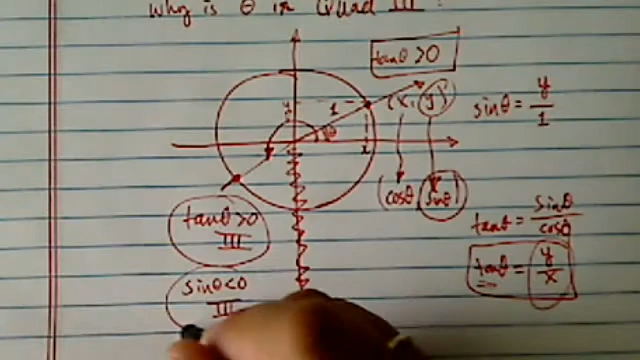 Why is θ in Quad III?
tanθ > 0
y
1
(x, y)
sinθ = y/1
θ
x
(cosθ, sinθ)
tanθ = sinθ/cosθ
tanθ > 0
III
tanθ = y/x
sinθ < 0
III